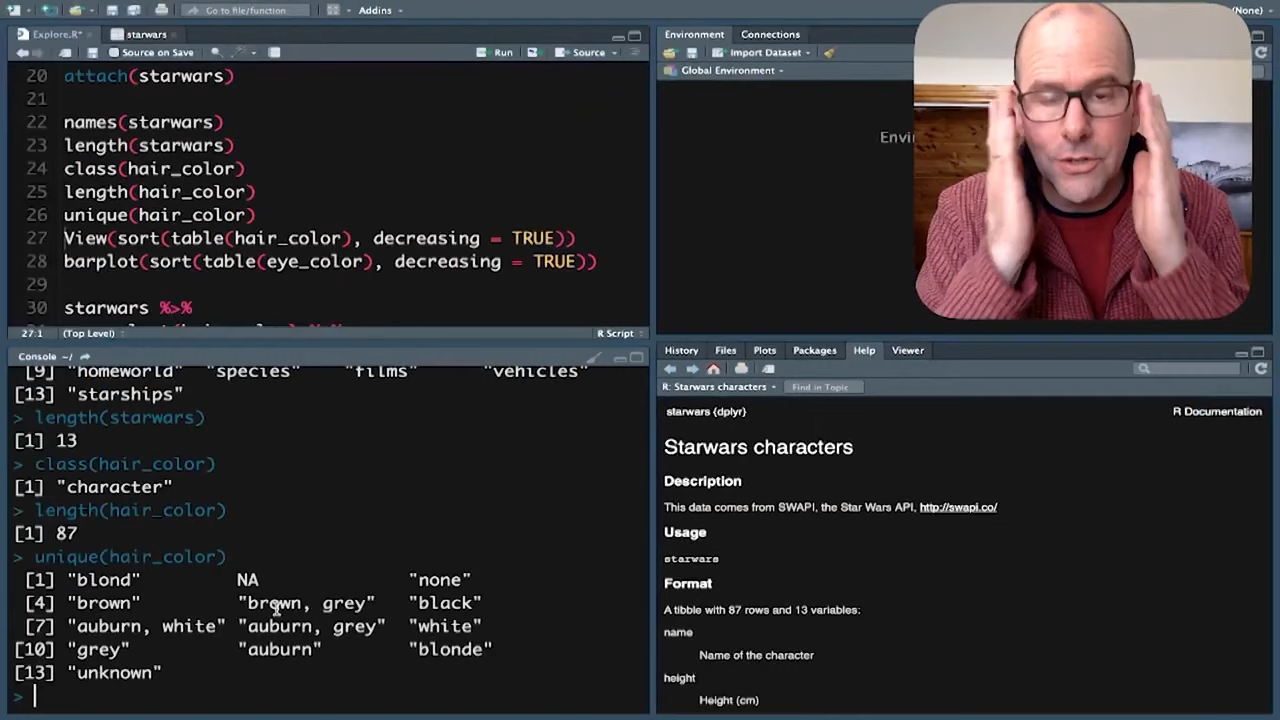 Go to file/function
Addins
(None)
Explore.R*
starwars
Source on Save
Run
Source
20 attach(starwars)
21
22 names(starwars)
23 length(starwars)
24 class(hair_color)
25 length(hair_color)
26 unique(hair_color)
27 View(sort(table(hair_color), decreasing = TRUE))
28 barplot(sort(table(eye_color), decreasing = TRUE))
29
30 starwars %>%
27:1 (Top Level)
R Script
Environment
Connections
Import Dataset
Global Environment
Envi
Console ~/
[9] "homeworld" "species" "films" "vehicles"
[13] "starships"
> length(starwars)
[1] 13
> class(hair_color)
[1] "character"
> length(hair_color)
[1] 87
> unique(hair_color)
[1] "blond" NA "none"
[4] "brown" "brown, grey" "black"
[7] "auburn, white" "auburn, grey" "white"
[10] "grey" "auburn" "blonde"
[13] "unknown"
>
History
Files
Plots
Packages
Help
Viewer
R: Starwars characters
Find in Topic
starwars {dplyr}
R Documentation
Starwars characters
Description
This data comes from SWAPI, the Star Wars API, http://swapi.co/
Usage
starwars
Format
A tibble with 87 rows and 13 variables:
name
Name of the character
height
Height (cm)